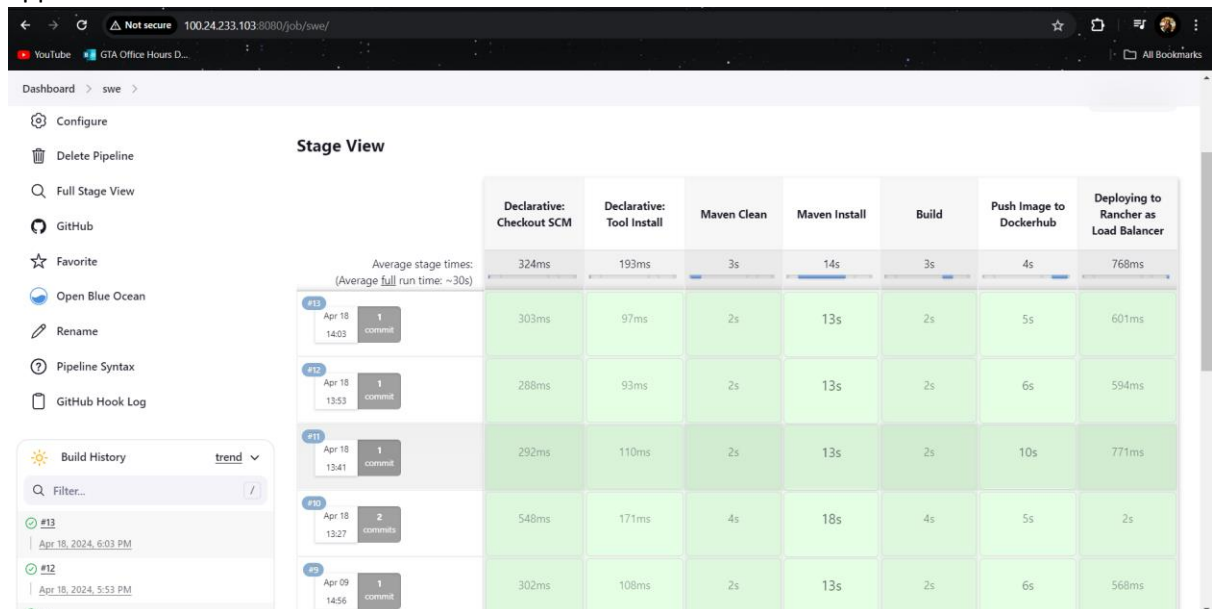 Not secure 100.24.233.103:8080/job/swe/
YouTube GTA Office Hours D... All Bookmarks
Dashboard > swe >
Configure
Delete Pipeline
Full Stage View
GitHub
Favorite
Open Blue Ocean
Rename
Pipeline Syntax
GitHub Hook Log
Build History trend
Filter... /
#13
Apr 18, 2024, 6:03 PM
#12
Apr 18, 2024, 5:53 PM
Stage View
Declarative: Checkout SCM
Declarative: Tool Install
Maven Clean
Maven Install
Build
Push Image to Dockerhub
Deploying to Rancher as Load Balancer
Average stage times:
(Average full run time: ~30s)
324ms 193ms 3s 14s 3s 4s 768ms
#13
Apr 18 14:03 1 commit
303ms 97ms 2s 13s 2s 5s 601ms
#12
Apr 18 13:53 1 commit
288ms 93ms 2s 13s 2s 6s 594ms
#11
Apr 18 13:41 1 commit
292ms 110ms 2s 13s 2s 10s 771ms
#10
Apr 18 13:27 2 commits
548ms 171ms 4s 18s 4s 5s 2s
#9
Apr 09 14:56 1 commit
302ms 108ms 2s 13s 2s 6s 568ms